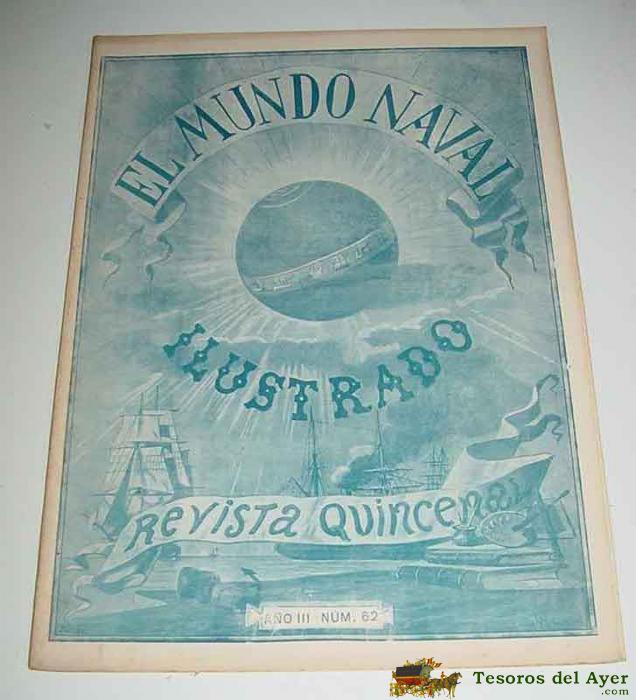 EL MUNDO NAVAL
ILUSTRADO
Revista Quincenal
AÑO III NÚM. 62
Tesoros del Ayer
.com